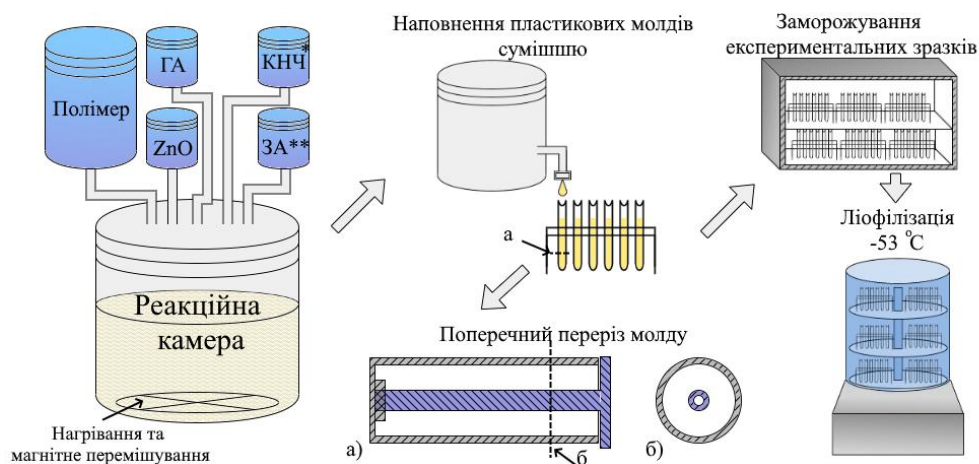 Полімер
ГА
КНЧ*
ZnO
ЗА**
Реакційна
камера
Нагрівання та
магнітне перемішування
Наповнення пластикових молдів
сумішшю
а
Поперечний переріз молду
а)
б
б)
Заморожування
експериментальних зразків
Ліофілізація
-53 °С